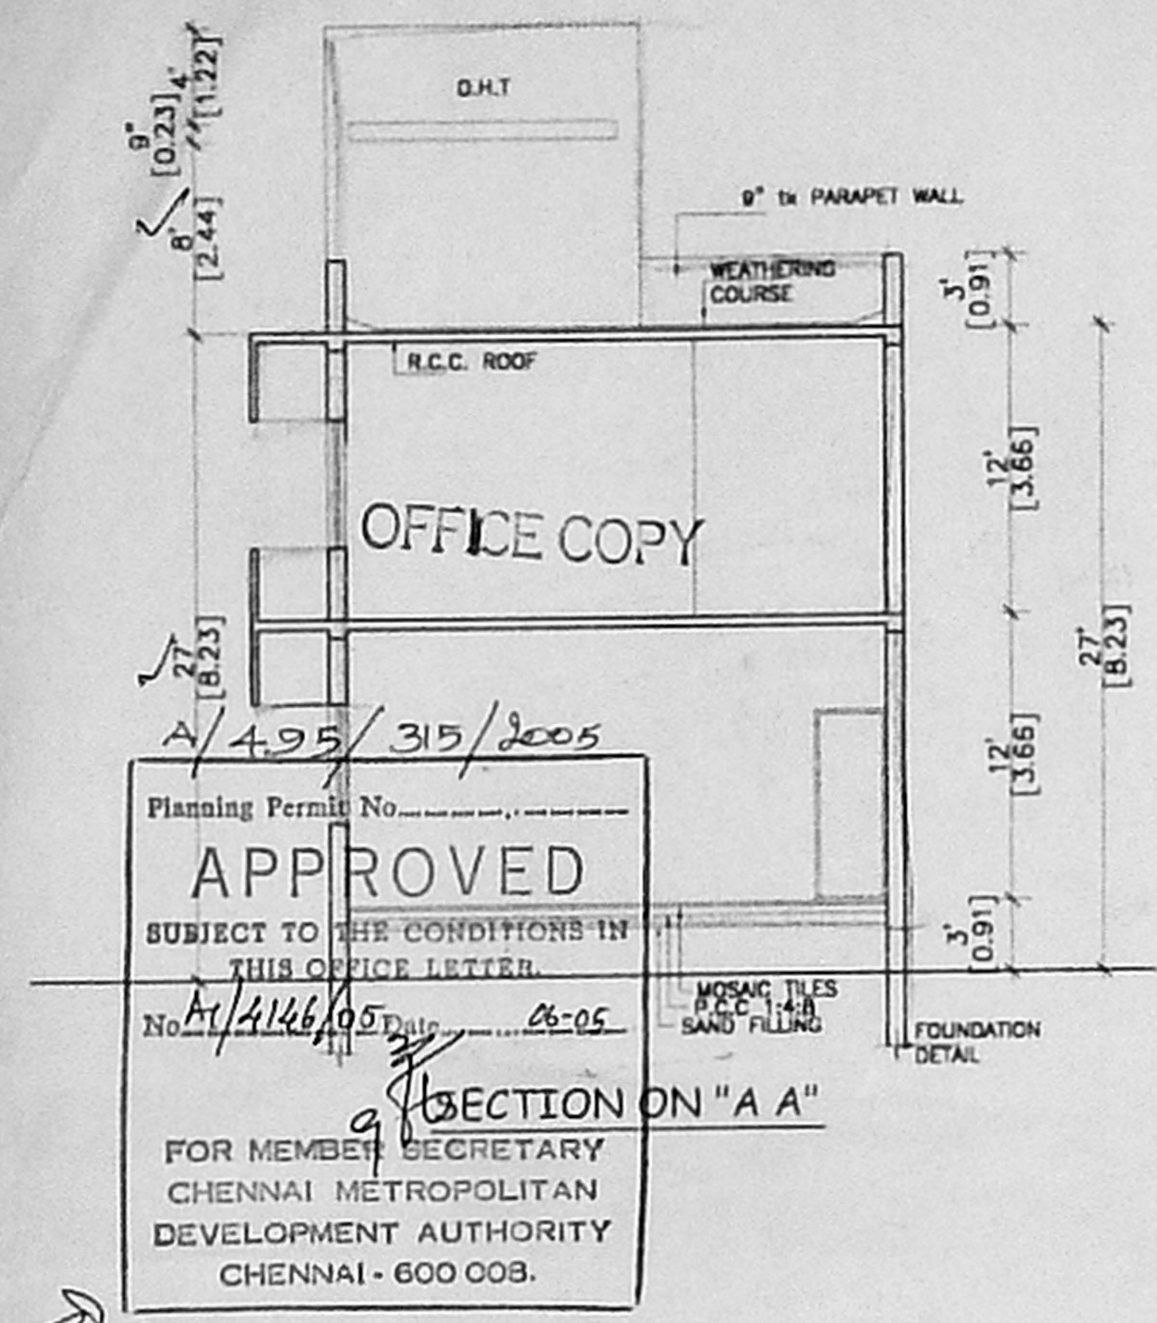 4'
[1.22]
9"
[0.23]
8'
[2.44]
27'
[8.23]
O.H.T
9" tk PARAPET WALL
WEATHERING
COURSE
R.C.C. ROOF
3'
[0.91]
12'
[3.66]
27'
[8.23]
12'
[3.66]
3'
[0.91]
OFFICE COPY
A/495/315/2005
Planning Permit No.
APPROVED
SUBJECT TO THE CONDITIONS IN
THIS OFFICE LETTER.
No. A1/4146/05 Date 06-05
MOSAIC TILES
P.C.C 1:4:8
SAND FILLING
FOUNDATION
DETAIL
SECTION ON "A A"
FOR MEMBER SECRETARY
CHENNAI METROPOLITAN
DEVELOPMENT AUTHORITY
CHENNAI - 600 008.